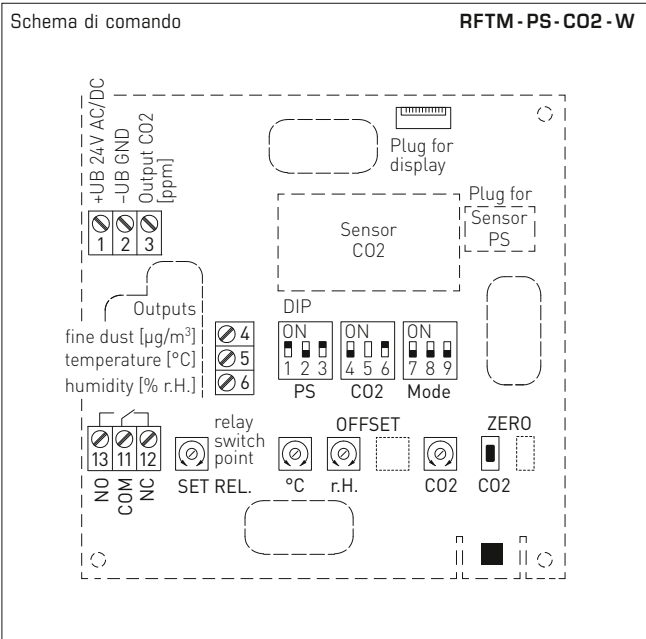 Schema di comando
RFTM-PS-CO2-W
+UB 24V AC/DC
–UB GND
Output CO2
[ppm]
1 2 3
Plug for
display
Plug for
Sensor
PS
Sensor
CO2
Outputs
fine dust [µg/m³]
temperature [°C]
humidity [% r.H.]
4
5
6
DIP
ON
1 2 3
PS
ON
4 5 6
CO2
ON
7 8 9
Mode
13 11 12
NO
COM
NC
relay
switch
point
SET REL.
OFFSET
°C
r.H.
CO2
ZERO
CO2